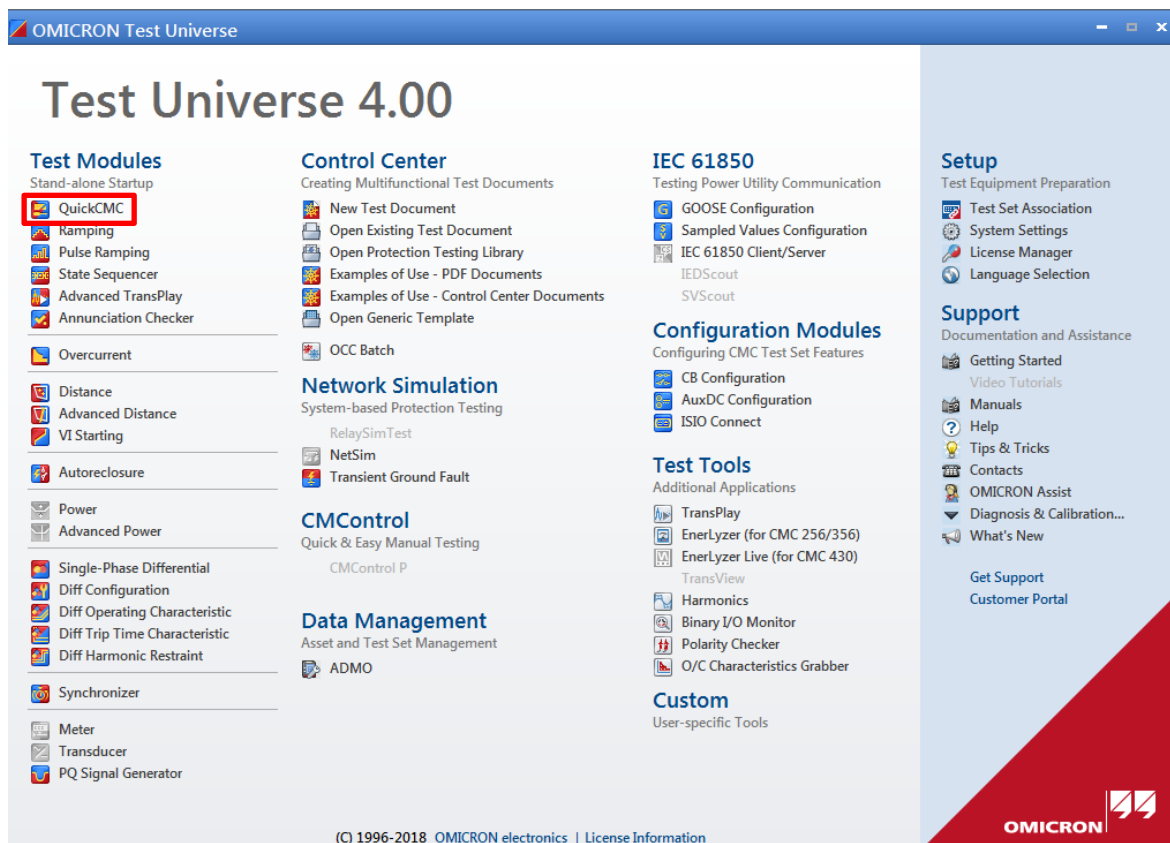 OMICRON Test Universe
Test Universe 4.00
Test Modules
Stand-alone Startup
QuickCMC
Ramping
Pulse Ramping
State Sequencer
Advanced TransPlay
Annunciation Checker
Overcurrent
Distance
Advanced Distance
VI Starting
Autoreclosure
Power
Advanced Power
Single-Phase Differential
Diff Configuration
Diff Operating Characteristic
Diff Trip Time Characteristic
Diff Harmonic Restraint
Synchronizer
Meter
Transducer
PQ Signal Generator
Control Center
Creating Multifunctional Test Documents
New Test Document
Open Existing Test Document
Open Protection Testing Library
Examples of Use - PDF Documents
Examples of Use - Control Center Documents
Open Generic Template
OCC Batch
Network Simulation
System-based Protection Testing
RelaySimTest
NetSim
Transient Ground Fault
CMControl
Quick & Easy Manual Testing
CMControl P
Data Management
Asset and Test Set Management
ADMO
IEC 61850
Testing Power Utility Communication
GOOSE Configuration
Sampled Values Configuration
IEC 61850 Client/Server
IEDScout
SVScout
Configuration Modules
Configuring CMC Test Set Features
CB Configuration
AuxDC Configuration
ISIO Connect
Test Tools
Additional Applications
TransPlay
EnerLyzer (for CMC 256/356)
EnerLyzer Live (for CMC 430)
TransView
Harmonics
Binary I/O Monitor
Polarity Checker
O/C Characteristics Grabber
Custom
User-specific Tools
Setup
Test Equipment Preparation
Test Set Association
System Settings
License Manager
Language Selection
Support
Documentation and Assistance
Getting Started
Video Tutorials
Manuals
Help
Tips & Tricks
Contacts
OMICRON Assist
Diagnosis & Calibration...
What's New
Get Support
Customer Portal
OMICRON
(C) 1996-2018 OMICRON electronics | License Information